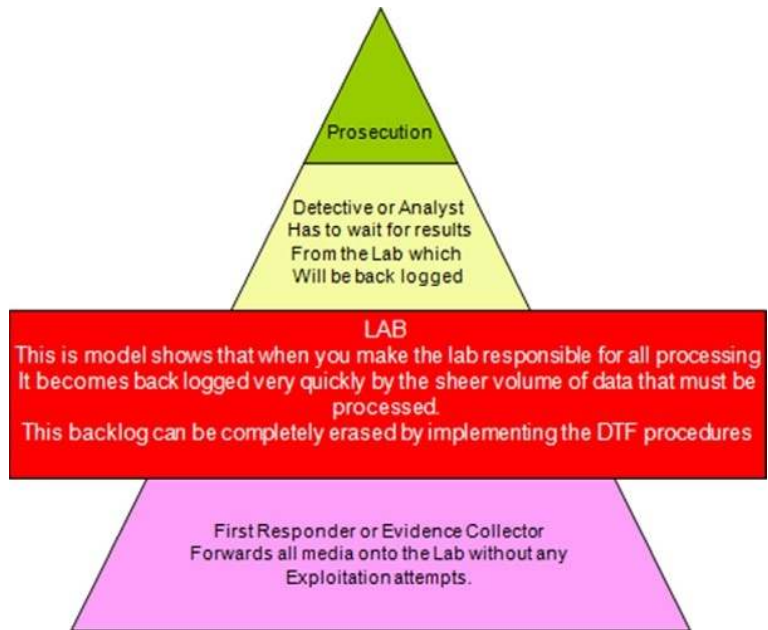 Prosecution
Detective or Analyst
Has to wait for results
From the Lab which
Will be back logged
LAB
This is model shows that when you make the lab responsible for all processing
It becomes back logged very quickly by the sheer volume of data that must be
processed.
This backlog can be completely erased by implementing the DTF procedures
First Responder or Evidence Collector
Forwards all media onto the Lab without any
Exploitation attempts.